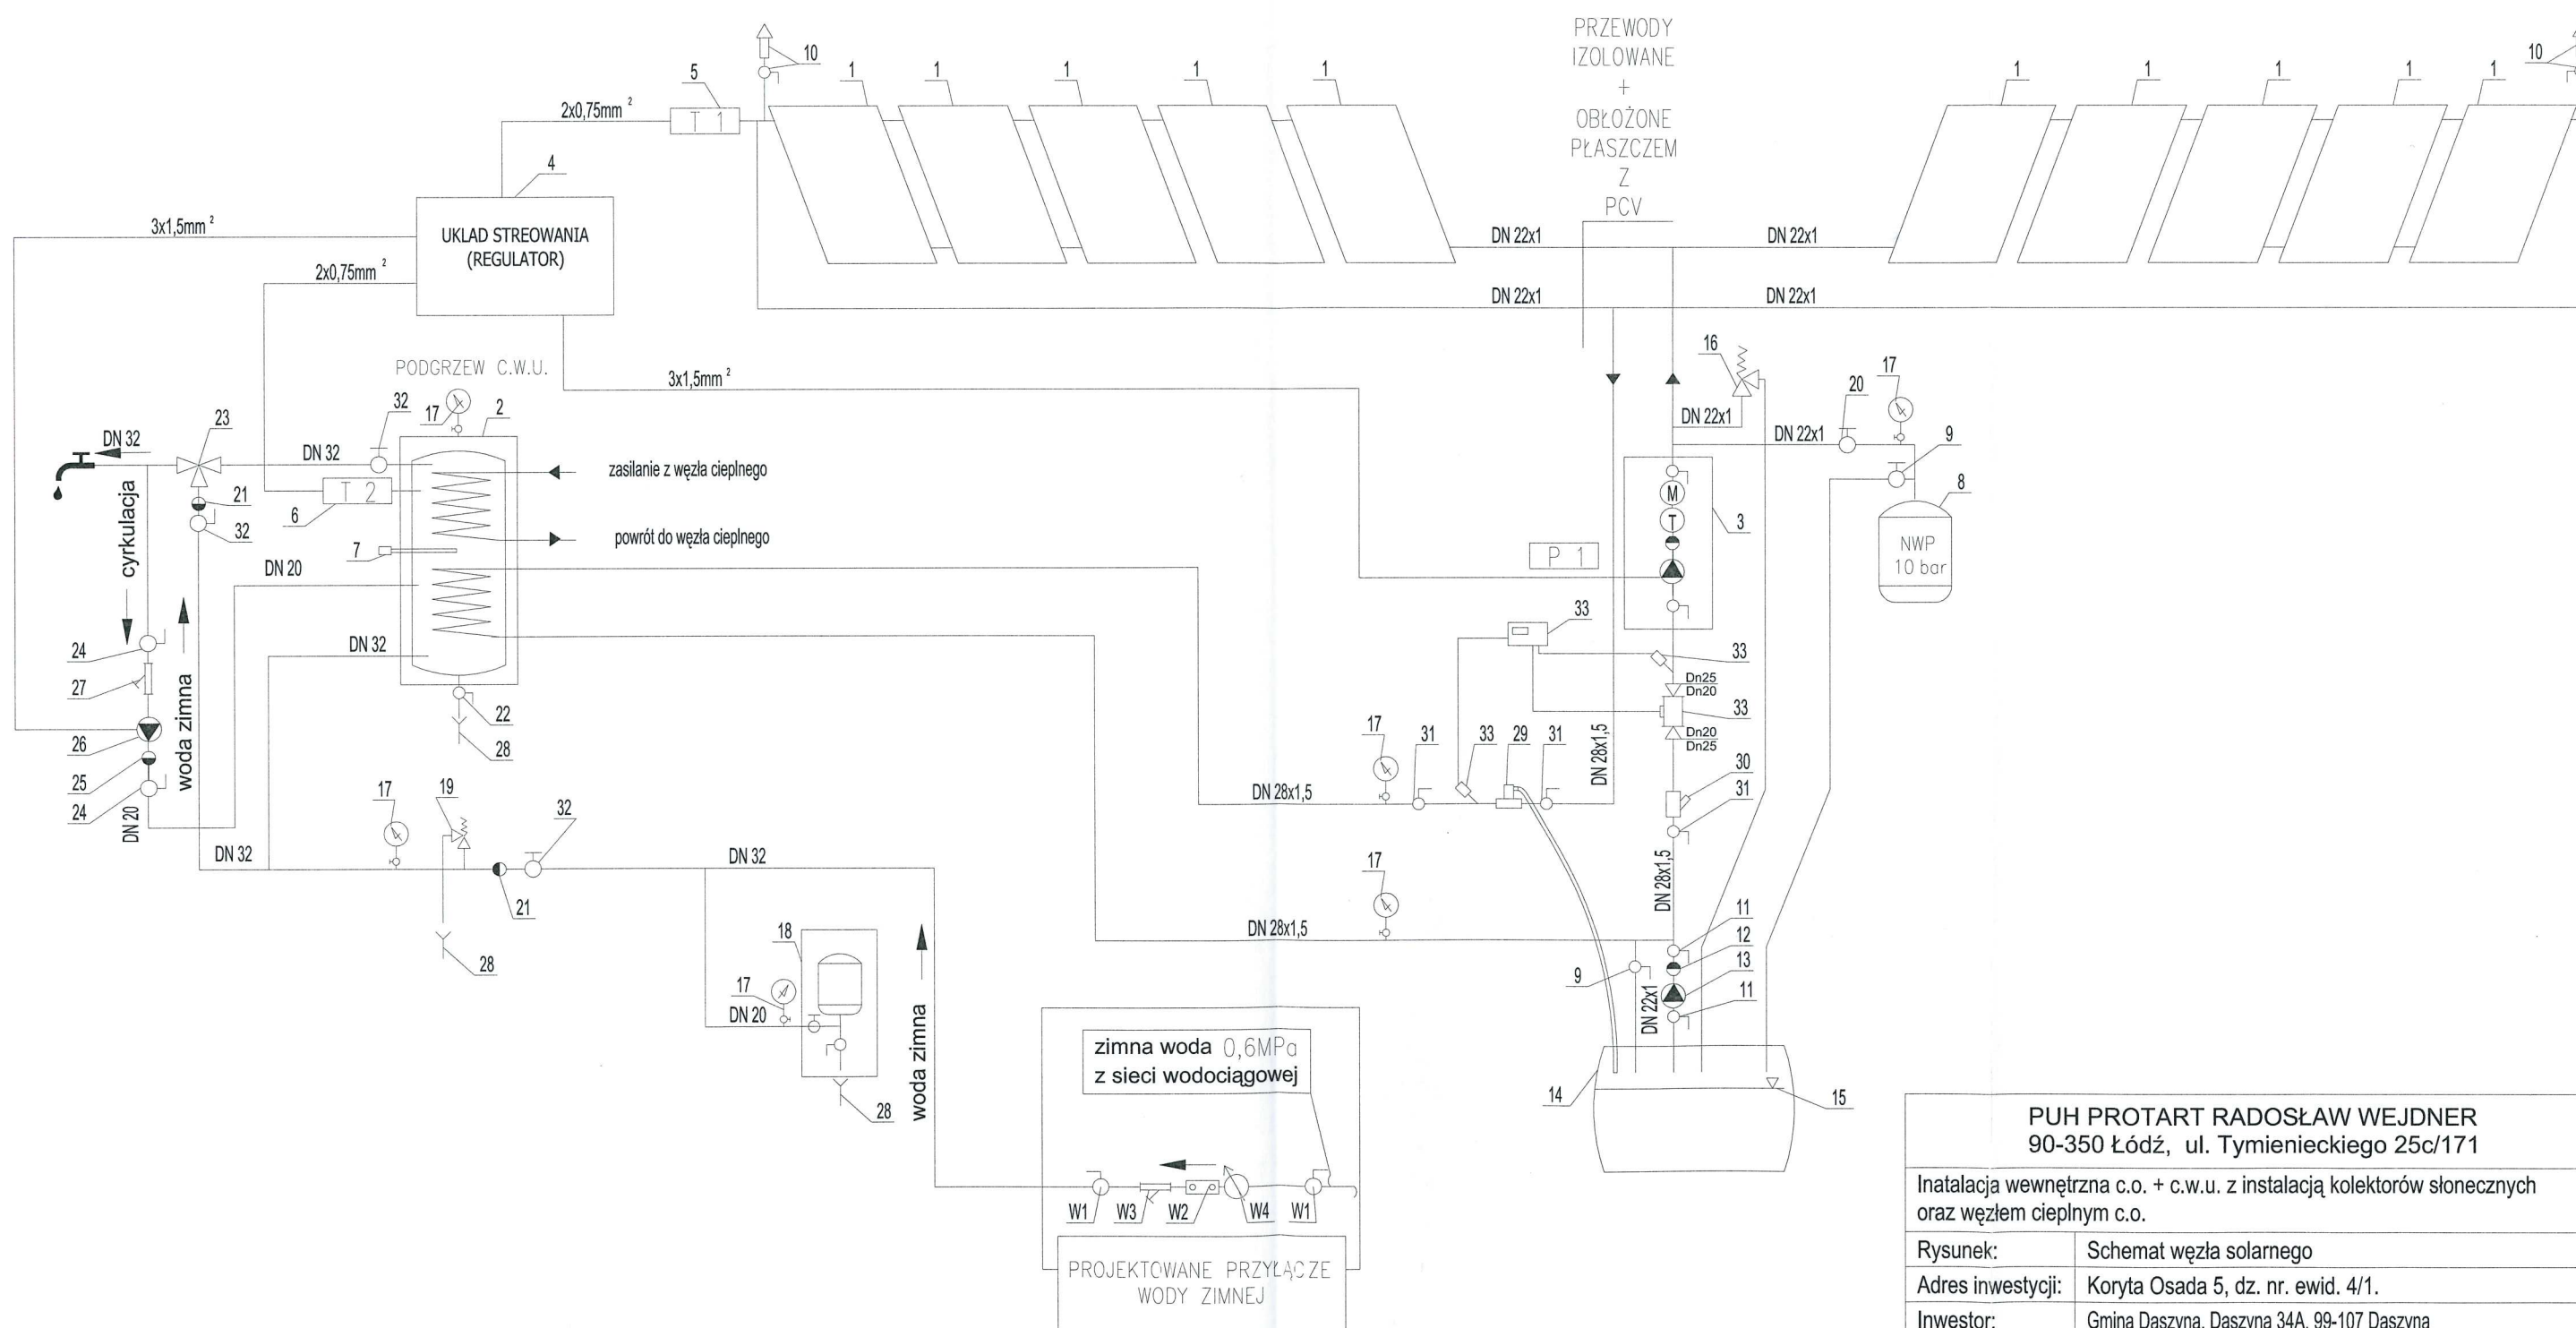 PRZEWODY
IZOLOWANE
+
OBŁOŻONE
PŁASZCZEM
Z
PCV
10
5
1
1
1
1
1
1
1
1
1
1
10
2x0,75mm 2
T 1
4
3x1,5mm 2
UKLAD STREOWANIA
(REGULATOR)
2x0,75mm 2
DN 22x1
DN 22x1
DN 22x1
DN 22x1
PODGRZEW C.W.U.
3x1,5mm 2
16
17
20
9
8
DN 22x1
DN 22x1
23
32
17
2
DN 32
DN 32
zasilanie z węzła cieplnego
T 2
21
6
32
powrót do węzła cieplnego
7
cyrkulacja
DN 20
M
T
3
P 1
NWP
10 bar
33
33
Dn25
Dn20
33
Dn20
Dn25
24
27
DN 32
woda zimna
22
28
26
25
24
DN 20
17
31
33
29
31
DN 28x1,5
30
31
DN 28x1,5
17
19
32
DN 32
DN 32
21
28
17
DN 28x1,5
DN 28x1,5
11
12
13
11
9
DN 22x1
18
17
DN 20
28
woda zimna
zimna woda 0,6MPa
z sieci wodociągowej
14
15
W1
W3
W2
W4
W1
PROJEKTOWANE PRZYŁĄCZE
WODY ZIMNEJ
PUH PROTART RADOSŁAW WEJDNER
90-350 Łódź, ul. Tymienieckiego 25c/171
Inatalacja wewnętrzna c.o. + c.w.u. z instalacją kolektorów słonecznych
oraz węzłem cieplnym c.o.
Rysunek: Schemat węzła solarnego
Adres inwestycji: Koryta Osada 5, dz. nr. ewid. 4/1.
Inwestor: Gmina Daszyna, Daszyna 34A, 99-107 Daszyna